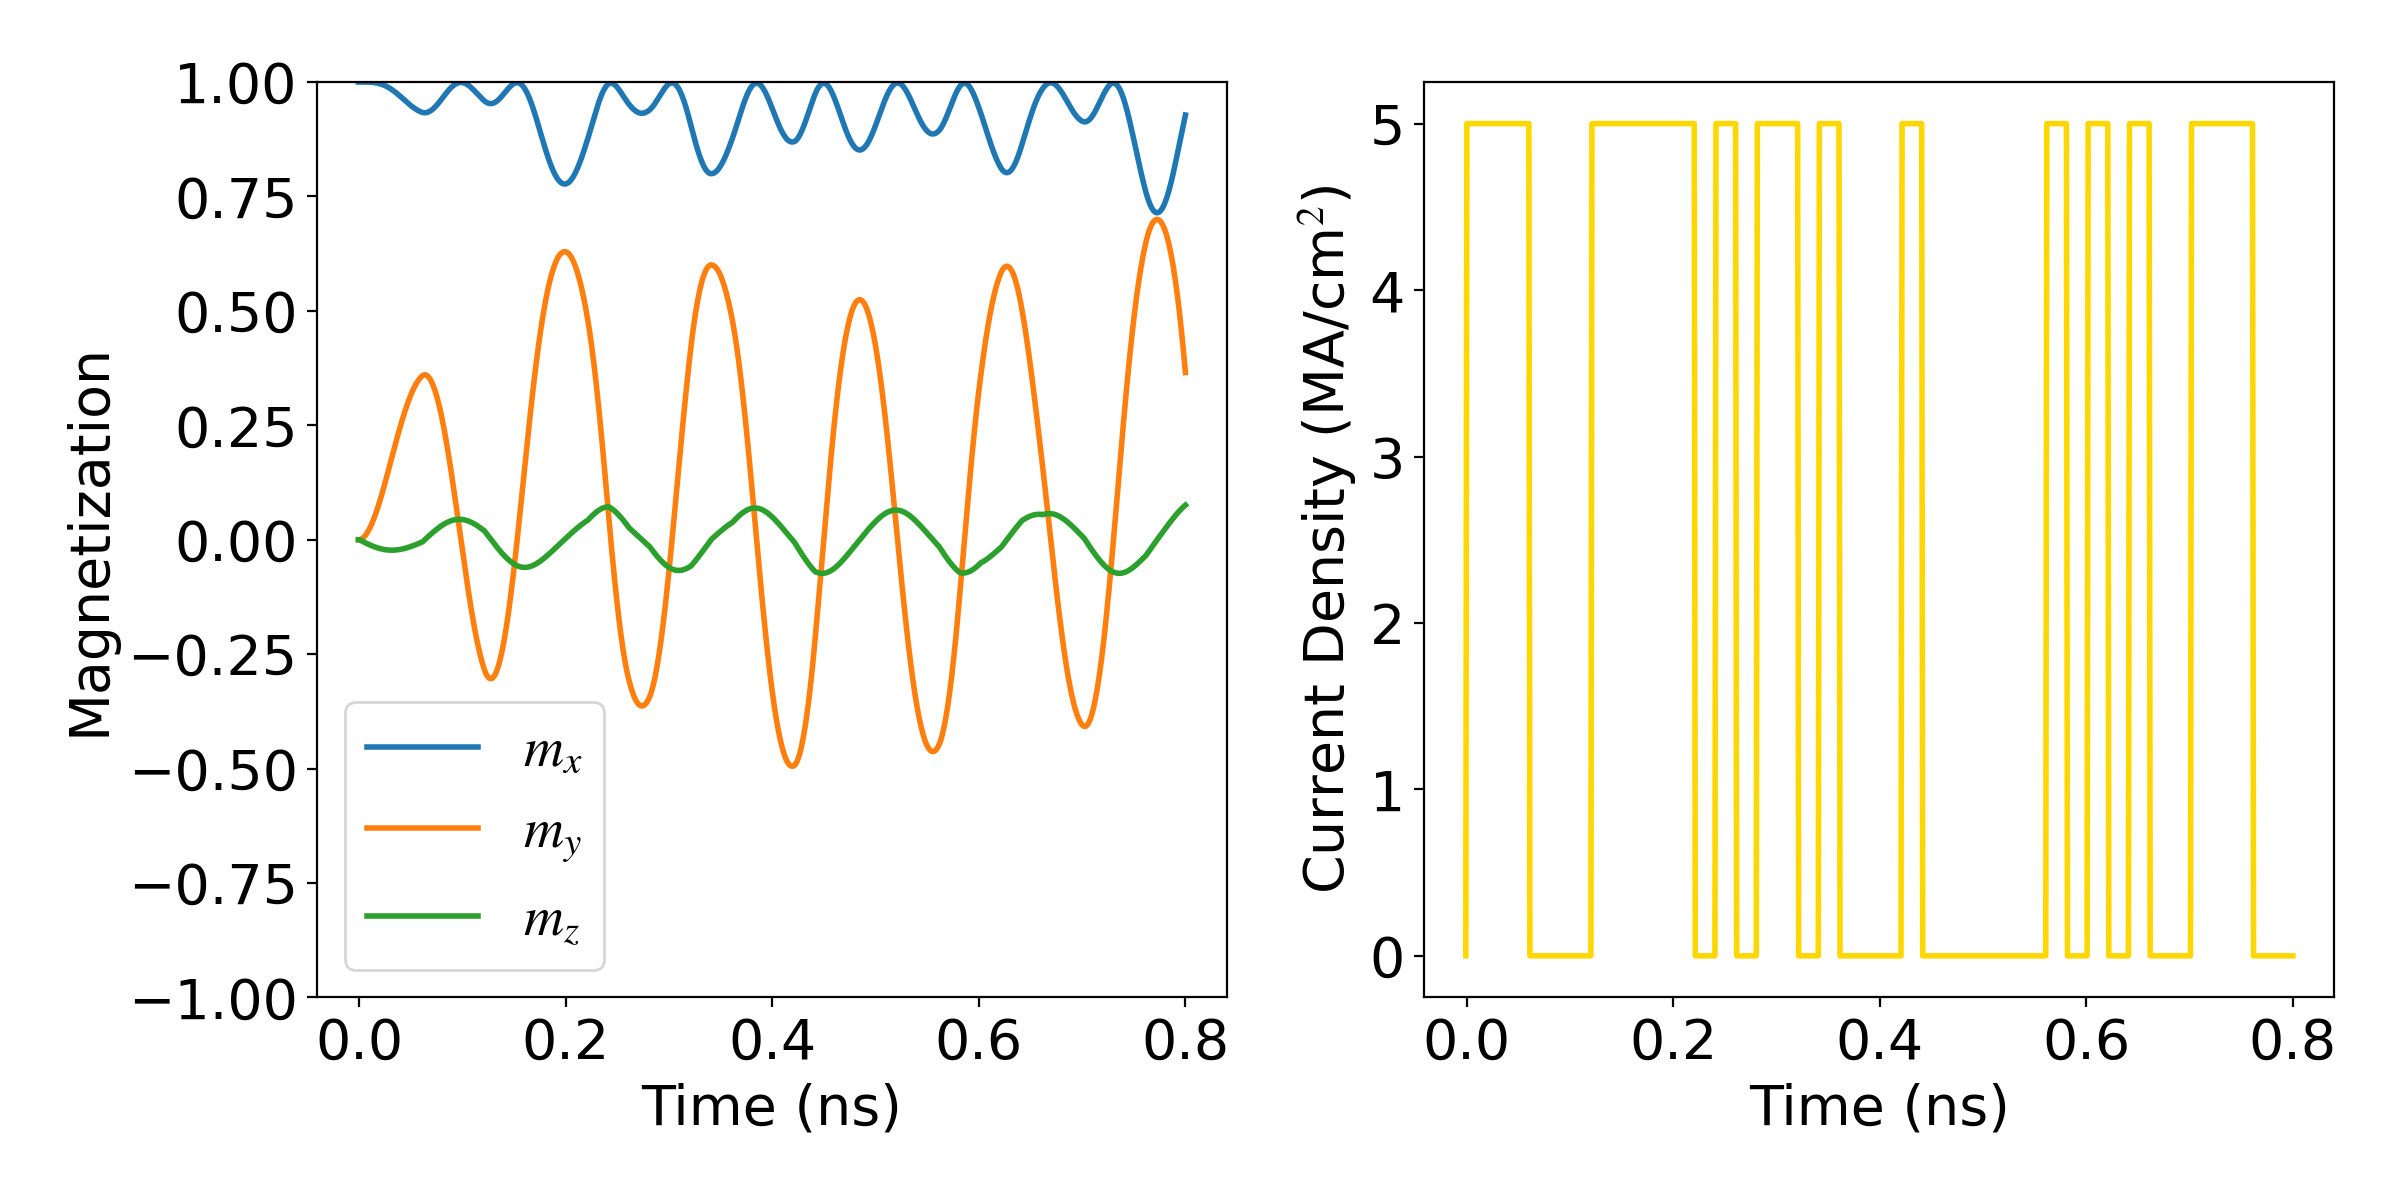 Magnetization
1.00
0.75
0.50
0.25
0.00
−0.25
−0.50
−0.75
−1.00
m_x
m_y
m_z
0.0 0.2 0.4 0.6 0.8
Time (ns)
Current Density (MA/cm²)
5
4
3
2
1
0
0.0 0.2 0.4 0.6 0.8
Time (ns)